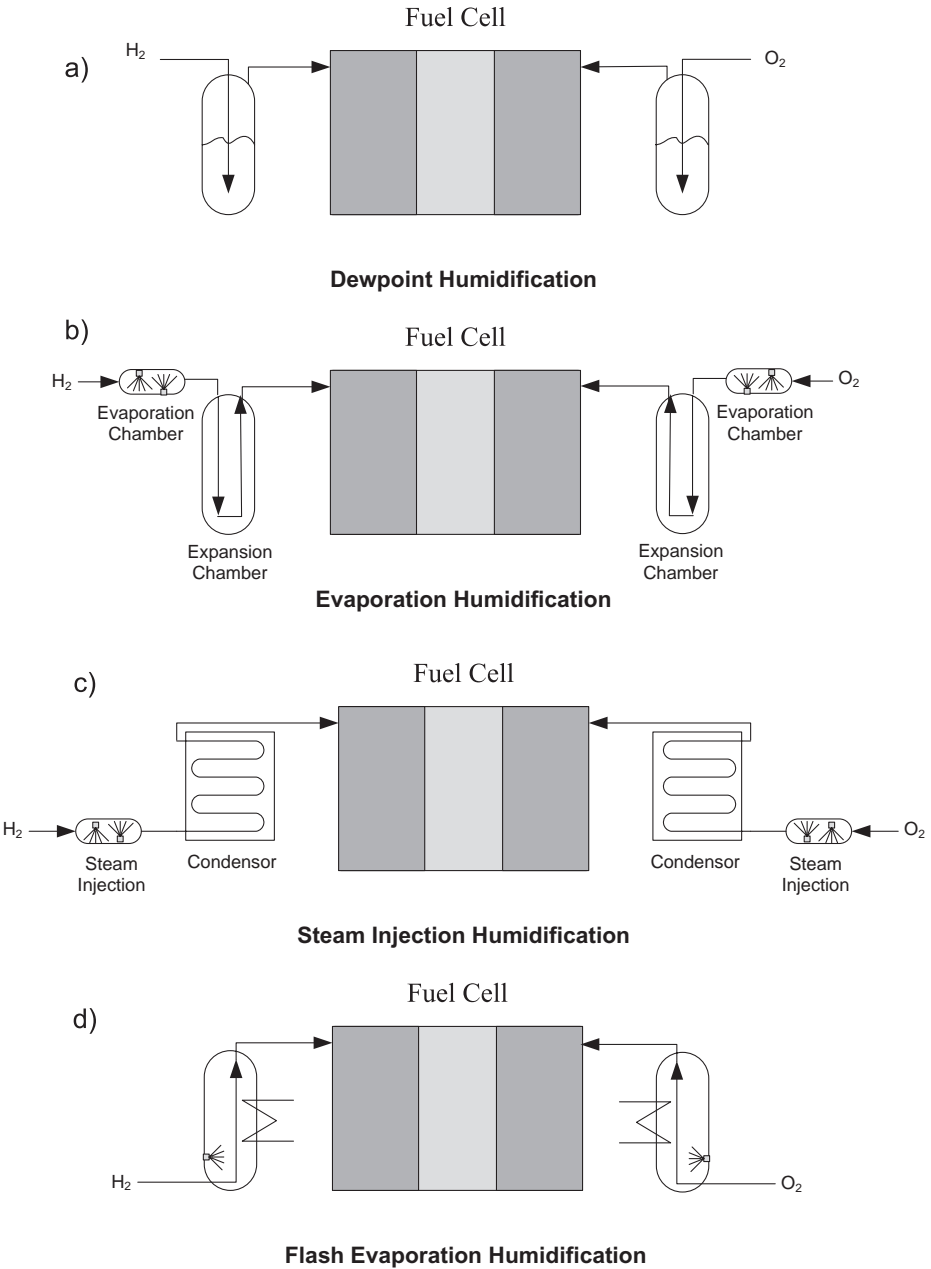 Fuel Cell
a)
H2
O2
Dewpoint Humidification
b)
Fuel Cell
H2
O2
Evaporation
Chamber
Evaporation
Chamber
Expansion
Chamber
Expansion
Chamber
Evaporation Humidification
c)
Fuel Cell
H2
O2
Steam
Injection
Condensor
Condensor
Steam
Injection
Steam Injection Humidification
d)
Fuel Cell
H2
O2
Flash Evaporation Humidification